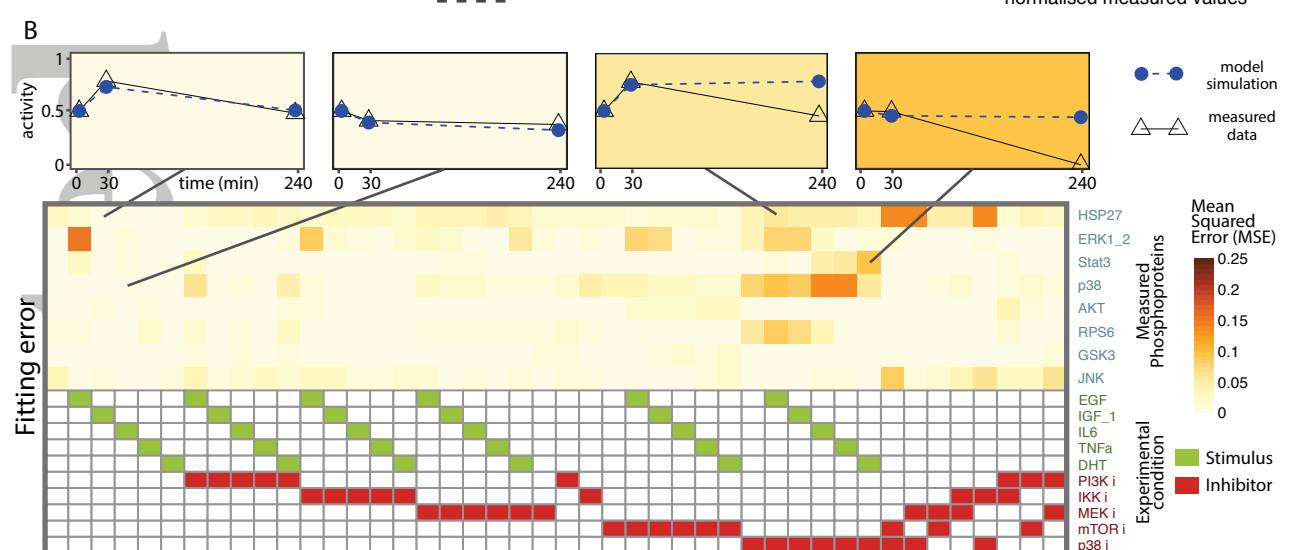 normalised measured values
B
1
0.5
0
activity
0 30 time (min) 240
0 30 240
0 30 240
0 30 240
model
simulation
measured
data
Fitting error
HSP27
ERK1_2
Stat3
p38
AKT
RPS6
GSK3
JNK
Measured
Phosphoproteins
EGF
IGF_1
IL6
TNFa
DHT
PI3K i
IKK i
MEK i
mTOR i
p38 i
Experimental
condition
Mean
Squared
Error (MSE)
0.25
0.2
0.15
0.1
0.05
0
Stimulus
Inhibitor